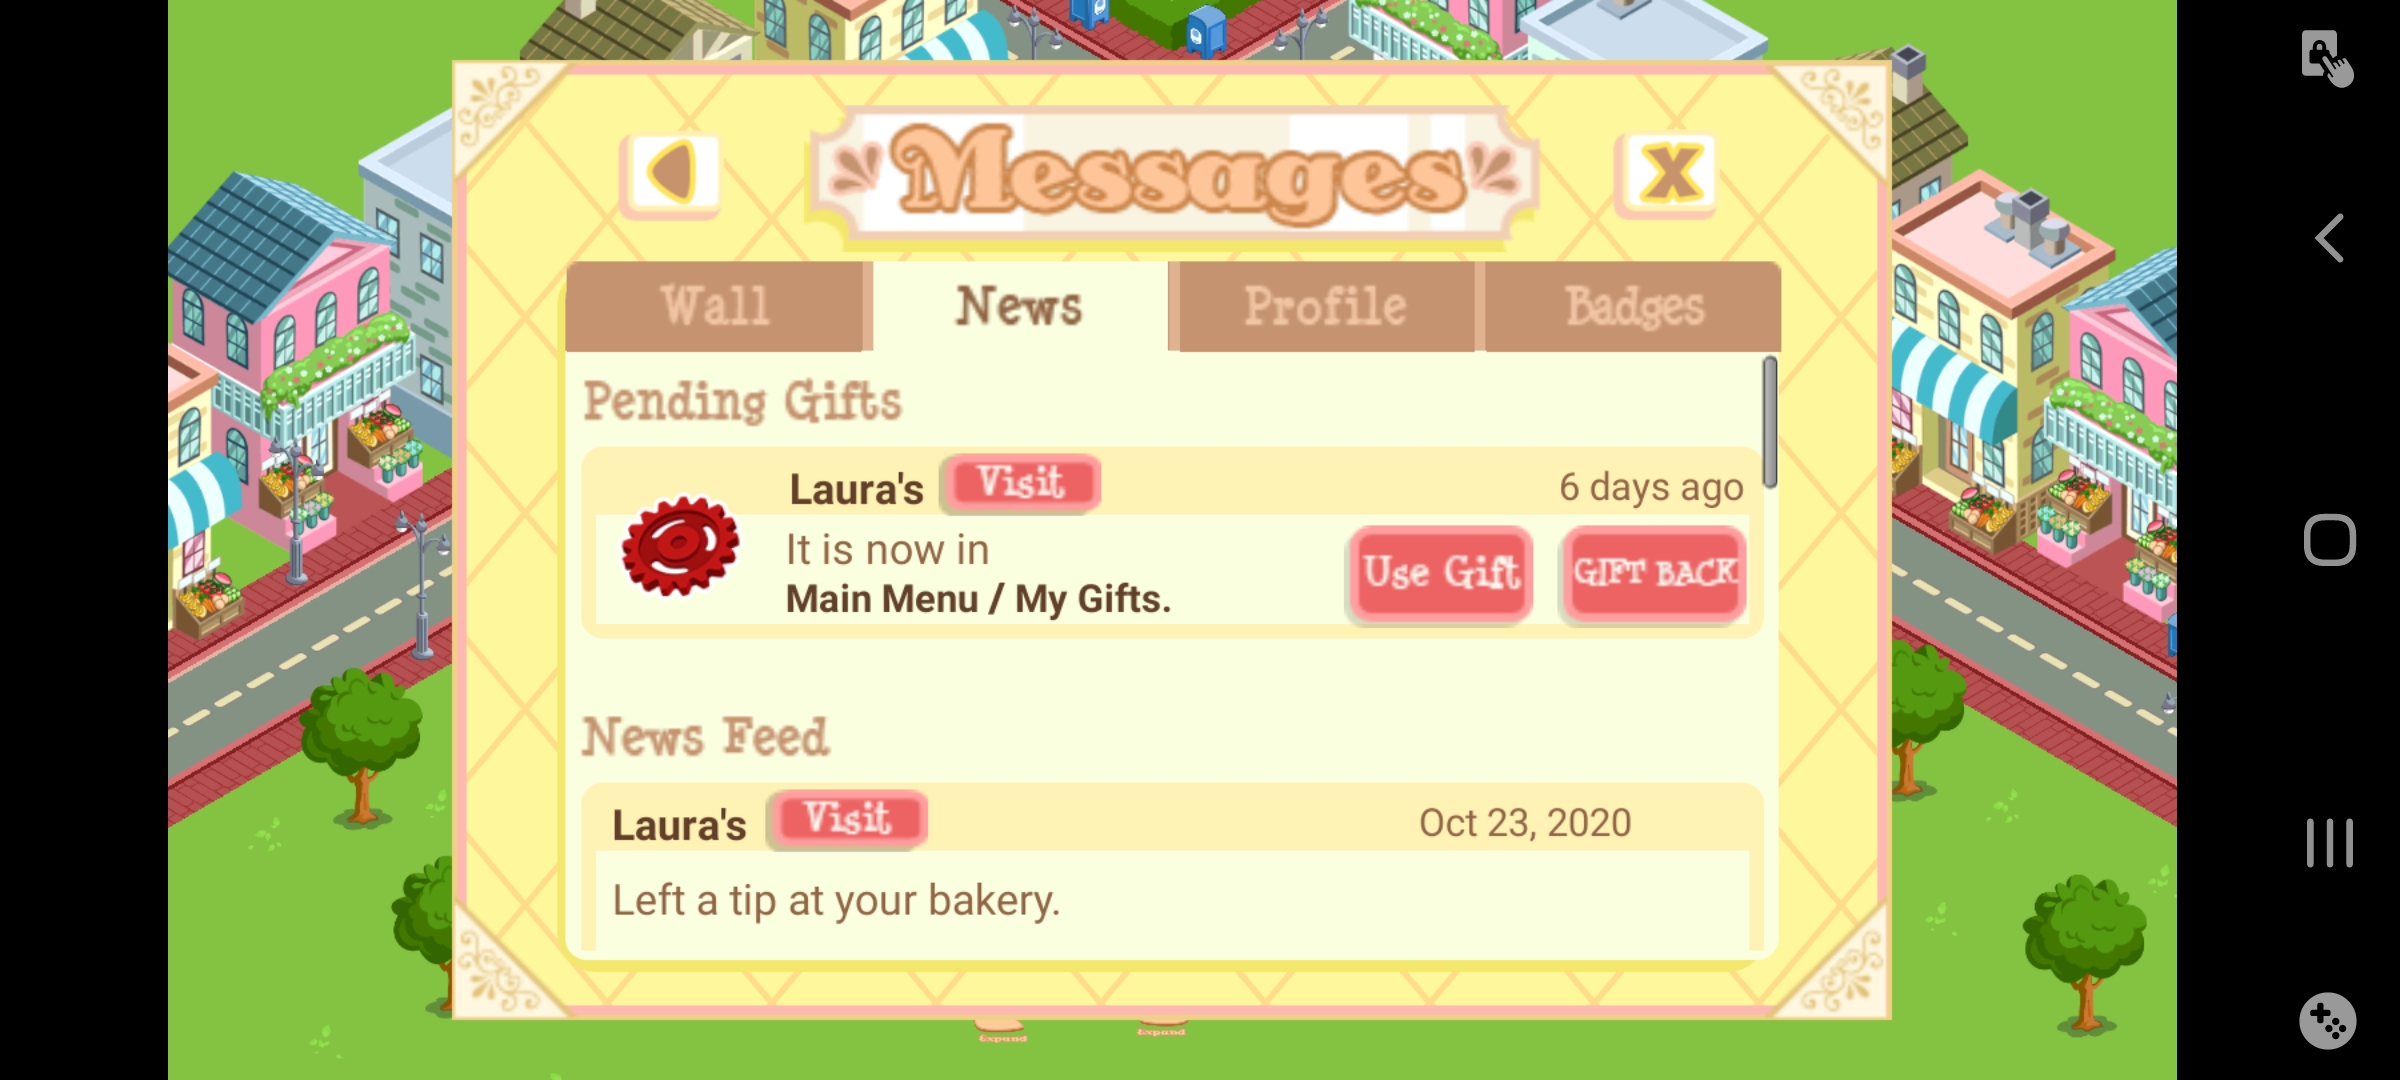 Messages
Wall News Profile Badges
Pending Gifts
Laura's Visit 6 days ago
It is now in
Main Menu / My Gifts.
Use Gift GIFT BACK
News Feed
Laura's Visit Oct 23, 2020
Left a tip at your bakery.
Expand Expand